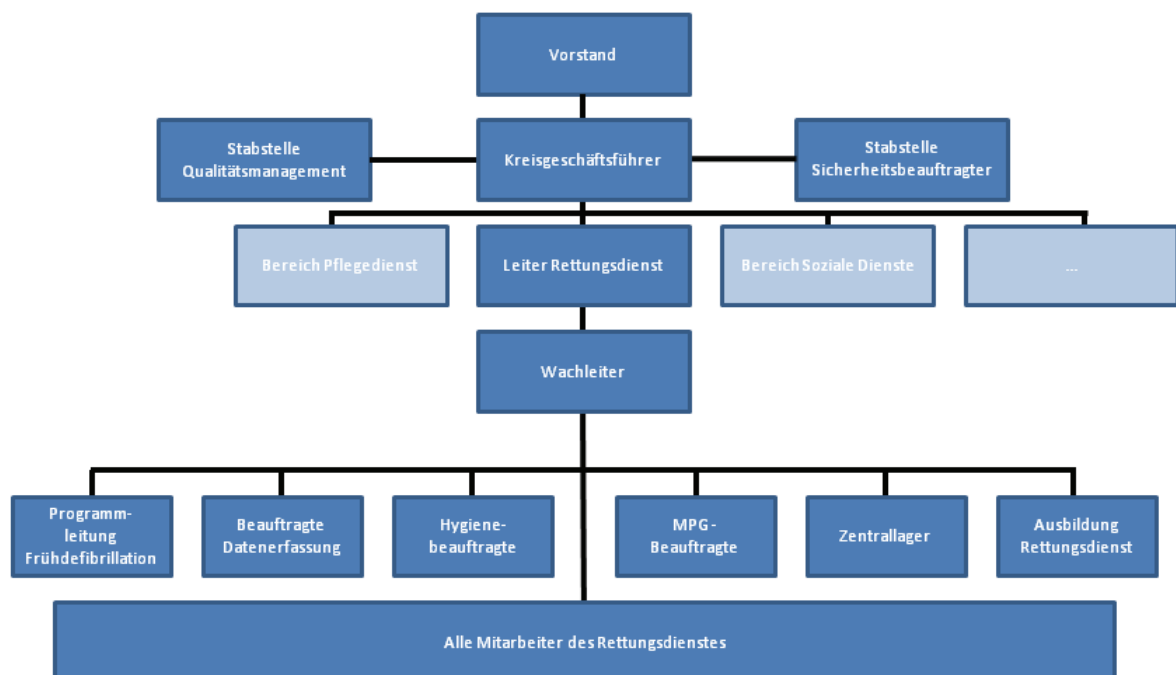 Vorstand
Stabstelle
Qualitätsmanagement
Kreisgeschäftsführer
Stabstelle
Sicherheitsbeauftragter
Bereich Pflegedienst
Leiter Rettungsdienst
Bereich Soziale Dienste
...
Wachleiter
Programm-
leitung
Frühdefibrillation
Beauftragte
Datenerfassung
Hygiene-
beauftragte
MPG-
Beauftragte
Zentrallager
Ausbildung
Rettungsdienst
Alle Mitarbeiter des Rettungsdienstes